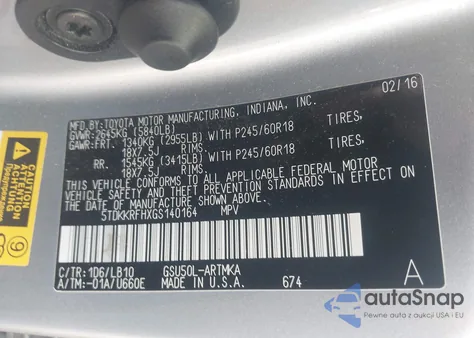 MFD.BY:TOYOTA MOTOR MANUFACTURING, INDIANA, INC. 02/16
GVWR:2645KG (5840LB)
GAWR:FRT. 1340KG (2955LB)WITH P245/60R18 TIRES,
18X7.5J RIMS.
RR. 1545KG (3415LB)WITH P245/60R18 TIRES,
18X7.5J RIMS.
THIS VEHICLE CONFORMS TO ALL APPLICABLE FEDERAL MOTOR
VEHICLE SAFETY AND THEFT PREVENTION STANDARDS IN EFFECT
ON THE DATE OF MANUFACTURE SHOWN ABOVE.
5TDKKRFHXGS140164 MPV
C/TR:1D6/LB10 GSU50L-ARTMKA A
A/TM:-01A/U660E MADE IN U.S.A. 674
autoSnap
Pewne auta z aukcji USA i EU